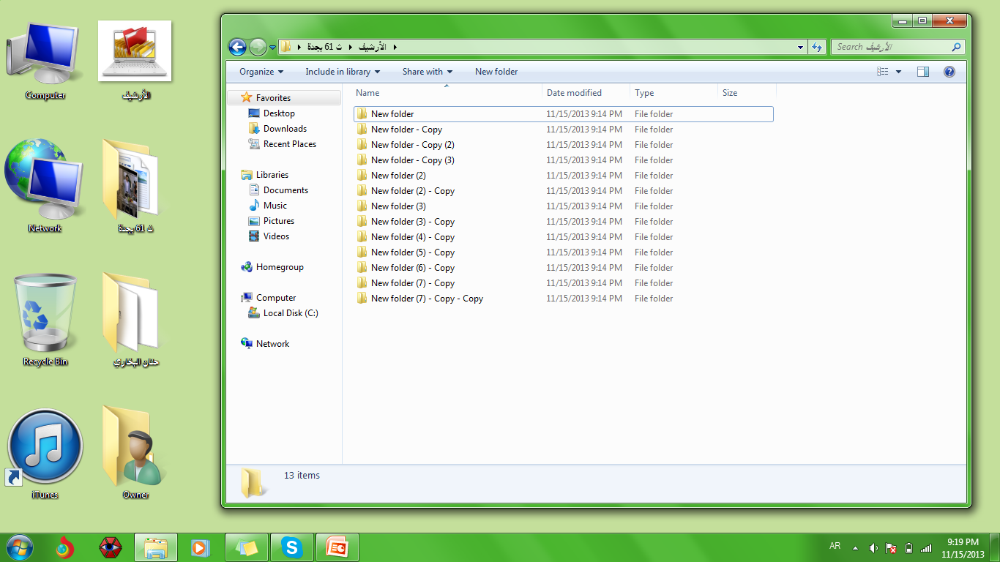 Computer
الأرشيف
Network
ث 61 بجدة
Recycle Bin
حنان البخاري
iTunes
Owner
ث 61 بجدة ▸ الأرشيف ▸
Search الأرشيف
Organize
Include in library
Share with
New folder
Favorites
Desktop
Downloads
Recent Places
Libraries
Documents
Music
Pictures
Videos
Homegroup
Computer
Local Disk (C:)
Network
Name Date modified Type Size
New folder 11/15/2013 9:14 PM File folder
New folder - Copy 11/15/2013 9:14 PM File folder
New folder - Copy (2) 11/15/2013 9:14 PM File folder
New folder - Copy (3) 11/15/2013 9:14 PM File folder
New folder (2) 11/15/2013 9:14 PM File folder
New folder (2) - Copy 11/15/2013 9:14 PM File folder
New folder (3) 11/15/2013 9:14 PM File folder
New folder (3) - Copy 11/15/2013 9:14 PM File folder
New folder (4) - Copy 11/15/2013 9:14 PM File folder
New folder (5) - Copy 11/15/2013 9:14 PM File folder
New folder (6) - Copy 11/15/2013 9:14 PM File folder
New folder (7) - Copy 11/15/2013 9:14 PM File folder
New folder (7) - Copy - Copy 11/15/2013 9:14 PM File folder
13 items
AR
9:19 PM
11/15/2013